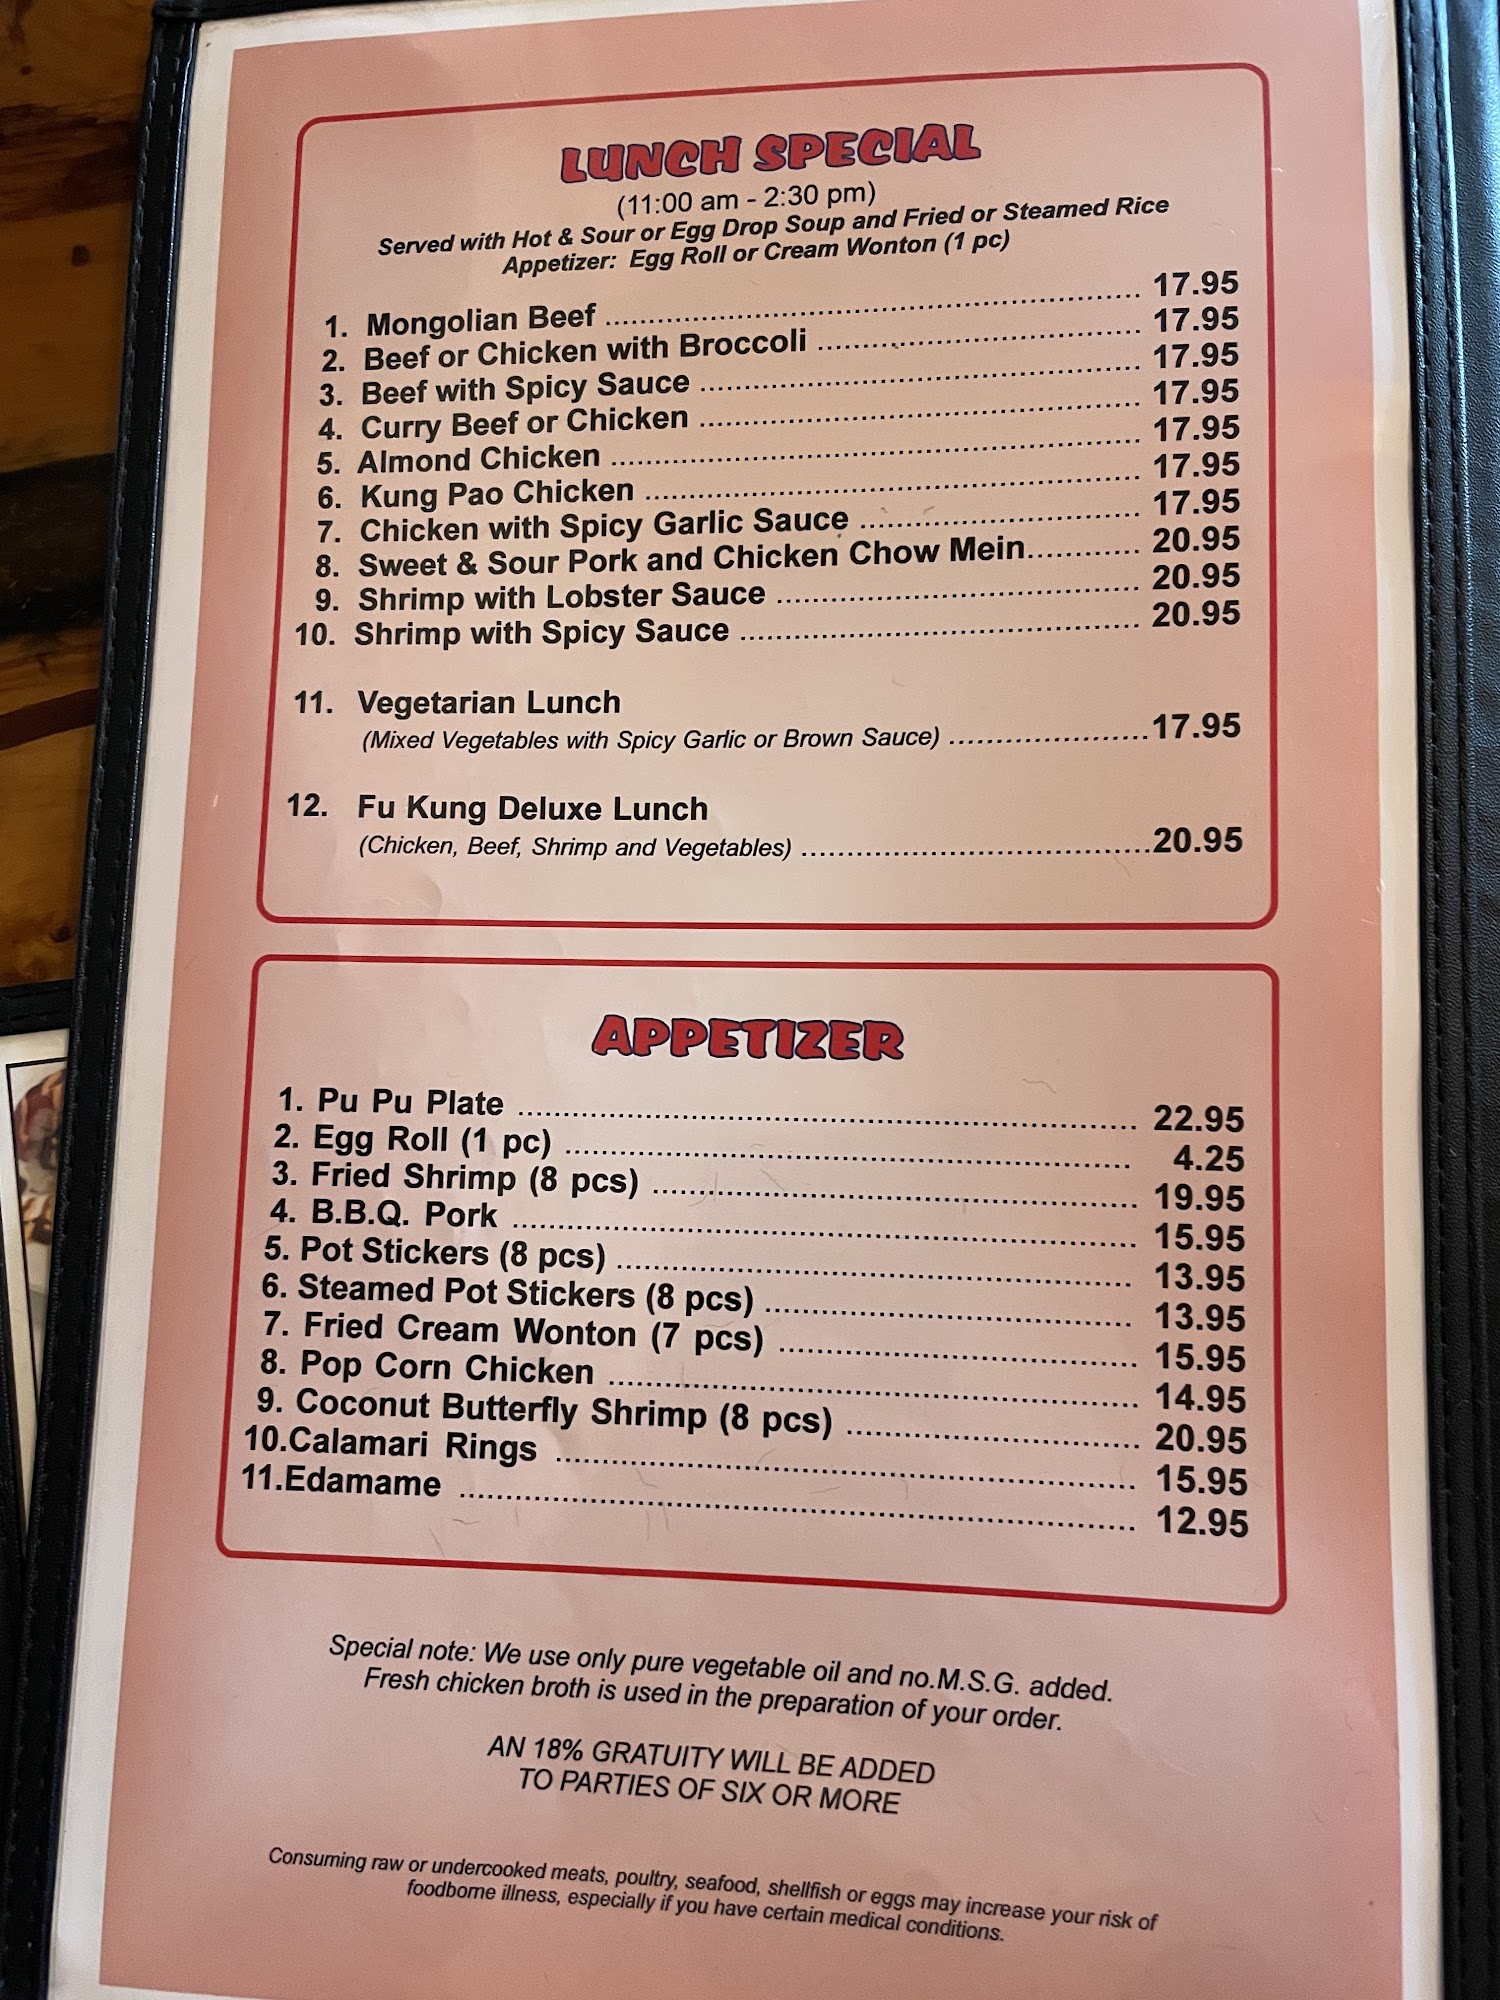 LUNCH SPECIAL
(11:00 am - 2:30 pm)
Served with Hot & Sour or Egg Drop Soup and Fried or Steamed Rice
Appetizer: Egg Roll or Cream Wonton (1 pc)
1. Mongolian Beef ........................................ 17.95
2. Beef or Chicken with Broccoli ........................................ 17.95
3. Beef with Spicy Sauce ........................................ 17.95
4. Curry Beef or Chicken ........................................ 17.95
5. Almond Chicken ........................................ 17.95
6. Kung Pao Chicken ........................................ 17.95
7. Chicken with Spicy Garlic Sauce ........................................ 17.95
8. Sweet & Sour Pork and Chicken Chow Mein............ 20.95
9. Shrimp with Lobster Sauce ........................................ 20.95
10. Shrimp with Spicy Sauce ........................................ 20.95
11. Vegetarian Lunch
(Mixed Vegetables with Spicy Garlic or Brown Sauce) ......................17.95
12. Fu Kung Deluxe Lunch
(Chicken, Beef, Shrimp and Vegetables) ......................................20.95
APPETIZER
1. Pu Pu Plate ........................................ 22.95
2. Egg Roll (1 pc) ........................................ 4.25
3. Fried Shrimp (8 pcs) ........................................ 19.95
4. B.B.Q. Pork ........................................ 15.95
5. Pot Stickers (8 pcs) ........................................ 13.95
6. Steamed Pot Stickers (8 pcs) ........................................ 13.95
7. Fried Cream Wonton (7 pcs) ........................................ 15.95
8. Pop Corn Chicken ........................................ 14.95
9. Coconut Butterfly Shrimp (8 pcs) ................................ 20.95
10.Calamari Rings ........................................ 15.95
11.Edamame ........................................ 12.95
Special note: We use only pure vegetable oil and no.M.S.G. added.
Fresh chicken broth is used in the preparation of your order.
AN 18% GRATUITY WILL BE ADDED
TO PARTIES OF SIX OR MORE
Consuming raw or undercooked meats, poultry, seafood, shellfish or eggs may increase your risk of
foodborne illness, especially if you have certain medical conditions.